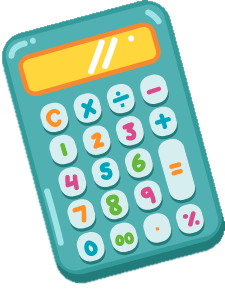 C × ÷ −
1 2 3 +
4 5 6 =
7 8 9
0 00 . %